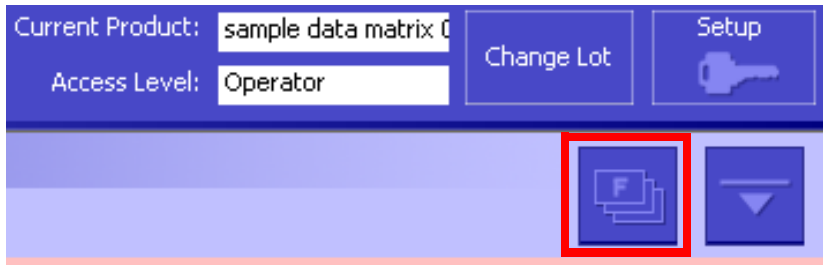 Current Product: sample data matrix
Setup
Change Lot
Access Level: Operator
F